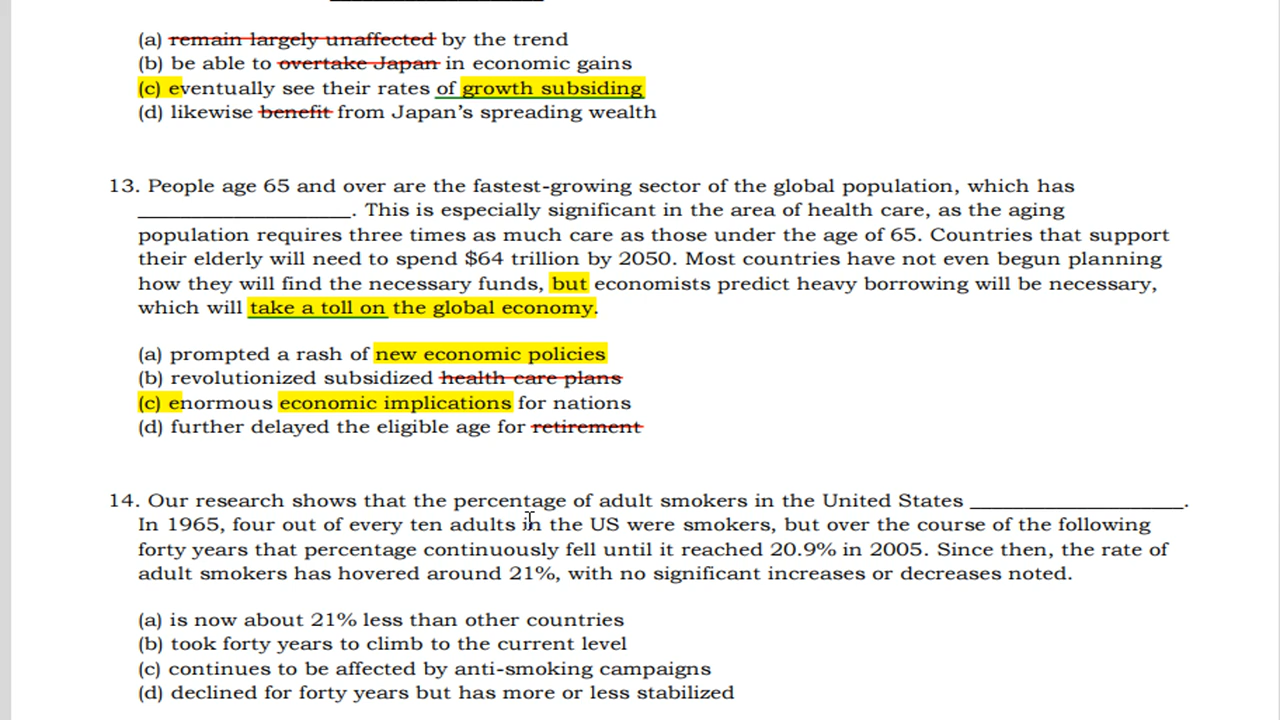 (a) remain largely unaffected by the trend
(b) be able to overtake Japan in economic gains
(c) eventually see their rates of growth subsiding
(d) likewise benefit from Japan’s spreading wealth
13. People age 65 and over are the fastest-growing sector of the global population, which has
____________________. This is especially significant in the area of health care, as the aging
population requires three times as much care as those under the age of 65. Countries that support
their elderly will need to spend $64 trillion by 2050. Most countries have not even begun planning
how they will find the necessary funds, but economists predict heavy borrowing will be necessary,
which will take a toll on the global economy.
(a) prompted a rash of new economic policies
(b) revolutionized subsidized health care plans
(c) enormous economic implications for nations
(d) further delayed the eligible age for retirement
14. Our research shows that the percentage of adult smokers in the United States ____________________.
In 1965, four out of every ten adults in the US were smokers, but over the course of the following
forty years that percentage continuously fell until it reached 20.9% in 2005. Since then, the rate of
adult smokers has hovered around 21%, with no significant increases or decreases noted.
(a) is now about 21% less than other countries
(b) took forty years to climb to the current level
(c) continues to be affected by anti-smoking campaigns
(d) declined for forty years but has more or less stabilized